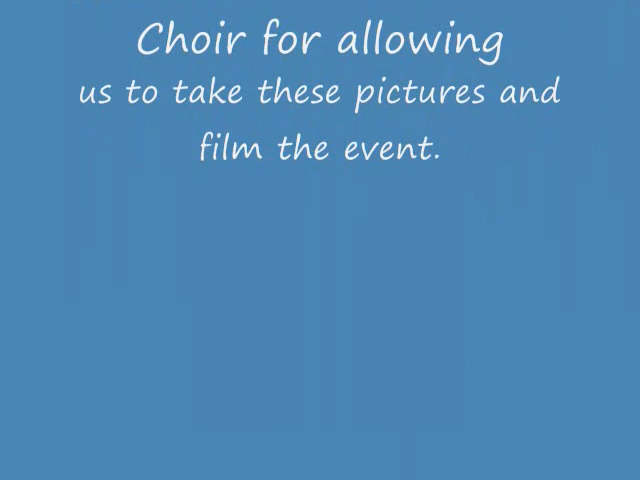 Choir for allowing
us to take these pictures and
film the event.